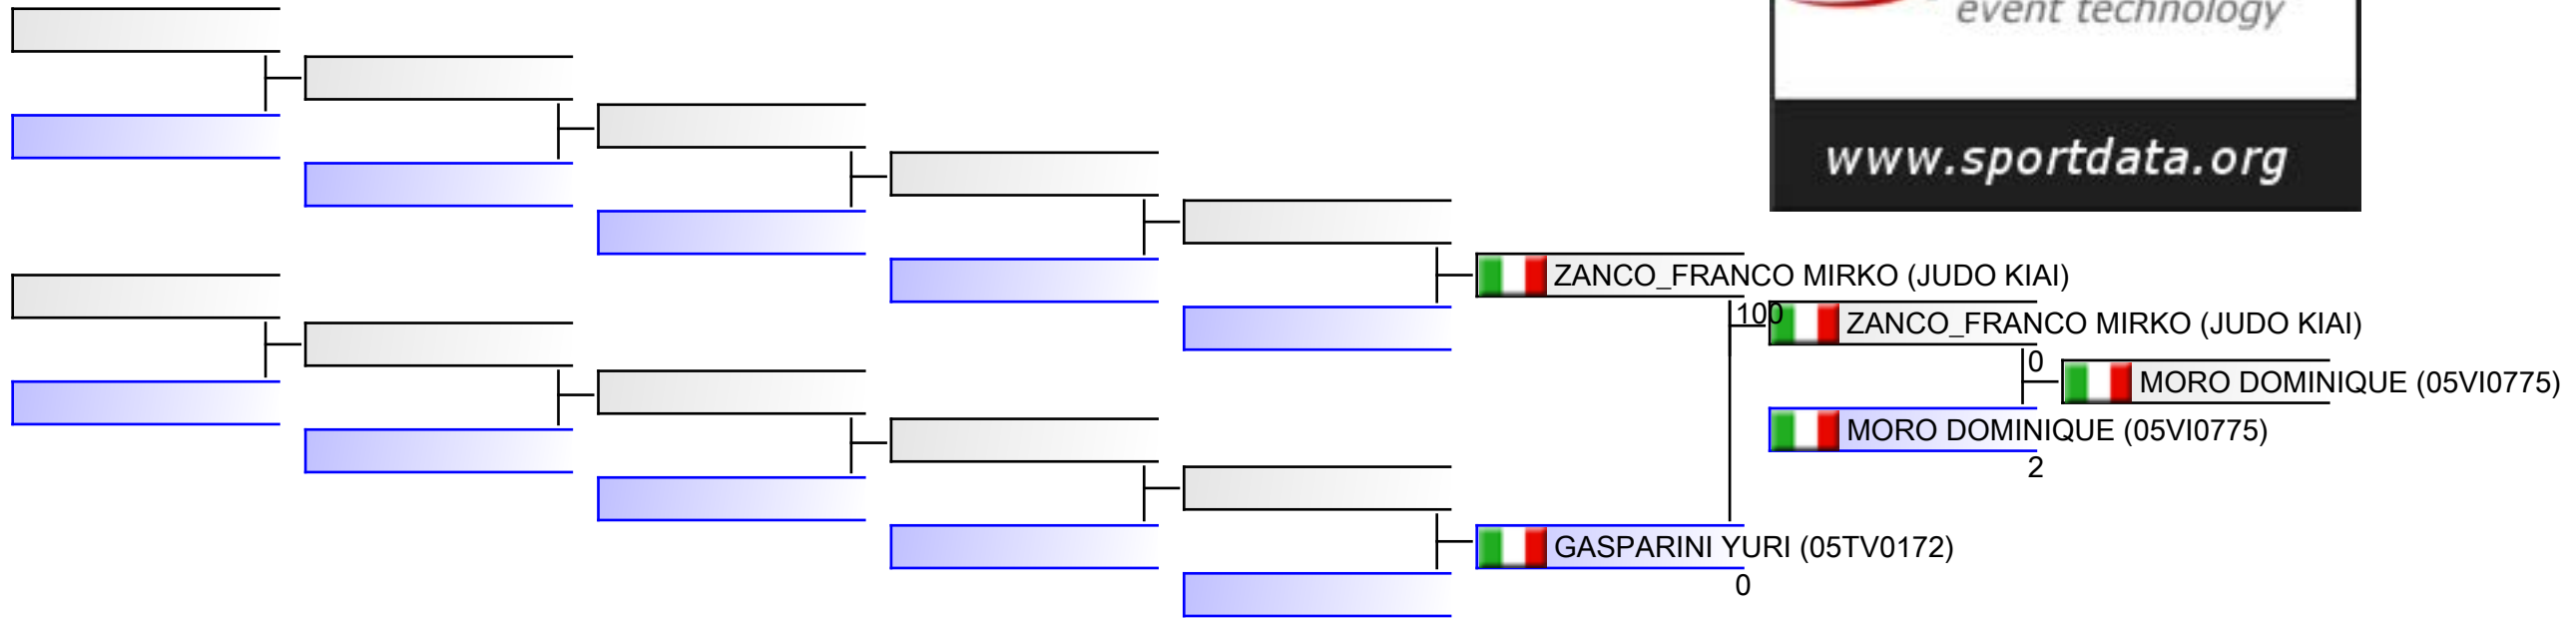 event technology
www.sportdata.org
ZANCO_FRANCO MIRKO (JUDO KIAI)
100
ZANCO_FRANCO MIRKO (JUDO KIAI)
0
MORO DOMINIQUE (05VI0775)
MORO DOMINIQUE (05VI0775)
2
GASPARINI YURI (05TV0172)
0